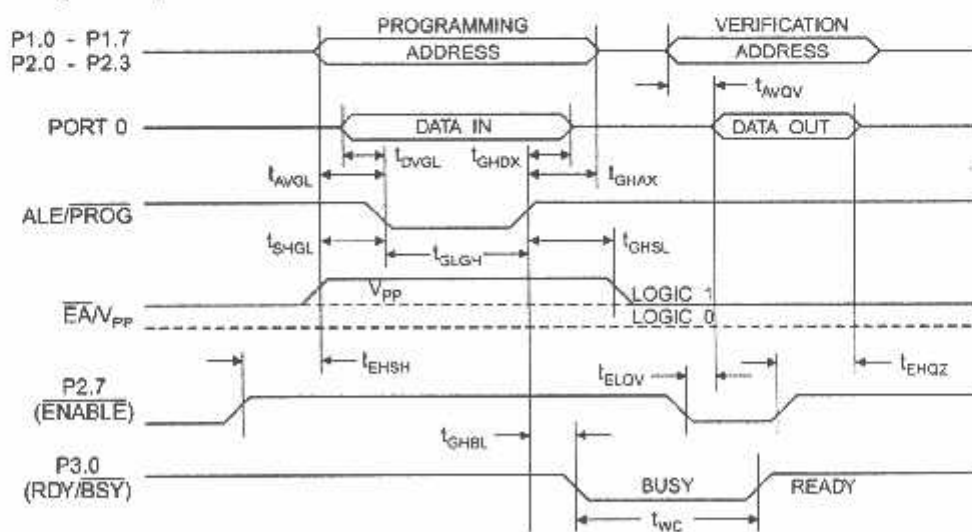 PROGRAMMING VERIFICATION
P1.0 - P1.7
P2.0 - P2.3
ADDRESS ADDRESS
tAVQV
PORT 0 DATA IN DATA OUT
tDVGL tGHDX
tAVGL tGHAX
ALE/PROG
tSHGL tGLGH tGHSL
VPP LOGIC 1
EA/VPP LOGIC 0
tEHSH tELQV tEHQZ
P2.7
(ENABLE)
tGHBL
P3.0
(RDY/BSY) BUSY READY
tWC